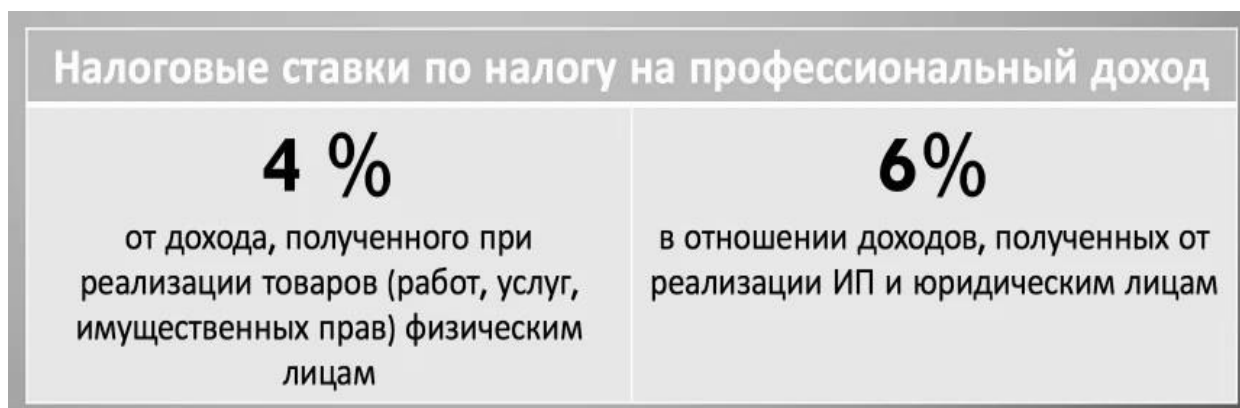 Налоговые ставки по налогу на профессиональный доход
4 %
от дохода, полученного при
реализации товаров (работ, услуг,
имущественных прав) физическим
лицам
6%
в отношении доходов, полученных от
реализации ИП и юридическим лицам